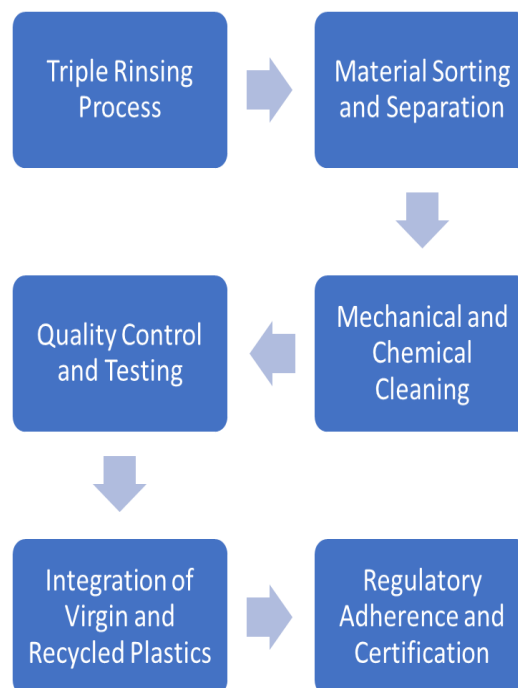 Triple Rinsing
Process
Material Sorting
and Separation
Mechanical and
Chemical
Cleaning
Quality Control
and Testing
Integration of
Virgin and
Recycled Plastics
Regulatory
Adherence and
Certification